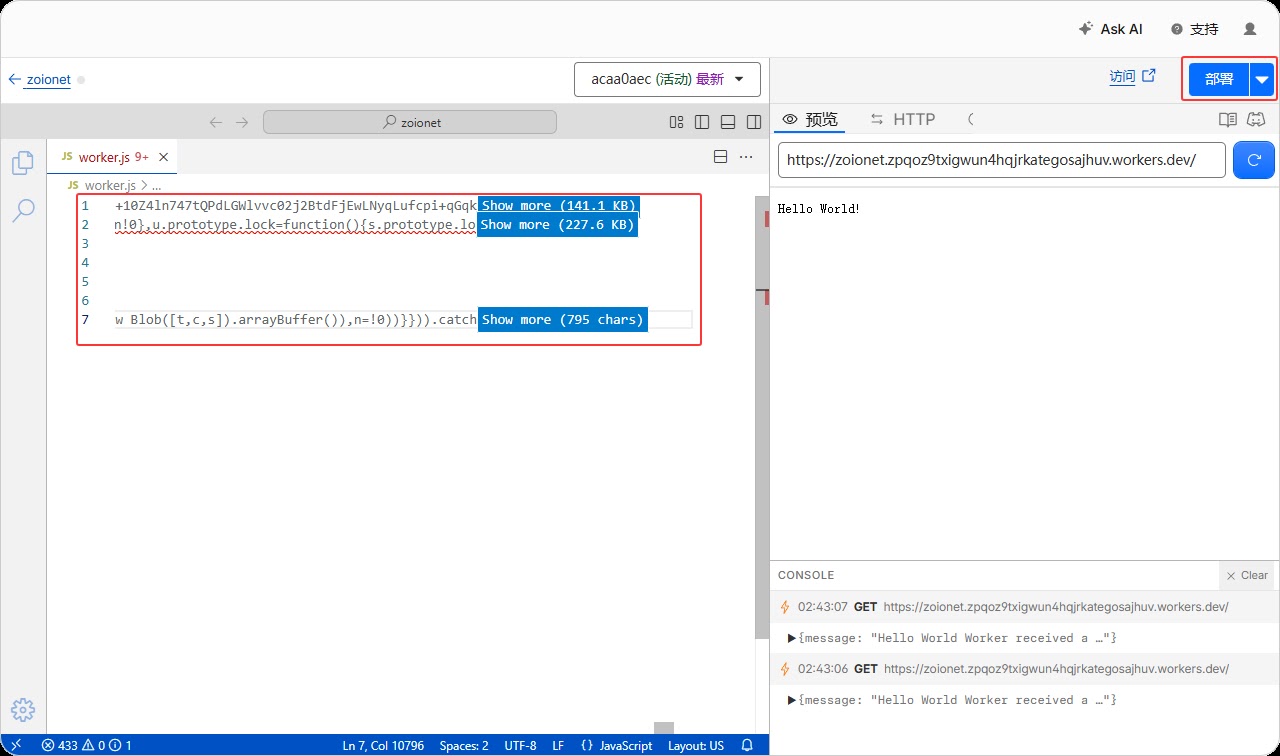 Ask AI 支持
zoionet acaa0aec (活动) 最新 访问 部署
zoionet
预览 HTTP
JS worker.js 9+
https://zoionet.zpqoz9txigwun4hqjrkategosajhuv.workers.dev/
JS worker.js > ...
1 +10Z4ln747tQPdLGWlvvc02j2BtdFjEwLNyqLufcpi+qGqk Show more (141.1 KB)
2 n!0},u.prototype.lock=function(){s.prototype.lo Show more (227.6 KB)
3
4
5
6
7 w Blob([t,c,s]).arrayBuffer()),n=!0))}})).catch Show more (795 chars)
Hello World!
CONSOLE Clear
02:43:07 GET https://zoionet.zpqoz9txigwun4hqjrkategosajhuv.workers.dev/
{message: "Hello World Worker received a …"}
02:43:06 GET https://zoionet.zpqoz9txigwun4hqjrkategosajhuv.workers.dev/
{message: "Hello World Worker received a …"}
433 0 1 Ln 7, Col 10796 Spaces: 2 UTF-8 LF {} JavaScript Layout: US